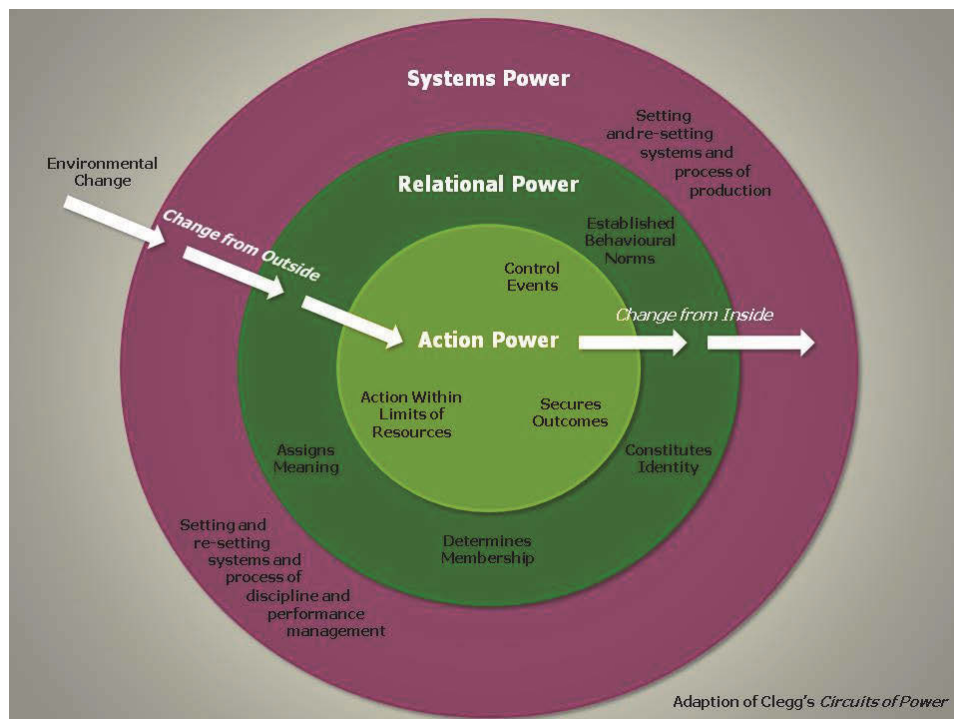 Systems Power
Setting
and re-setting
systems and
process of
production
Environmental
Change
Relational Power
Change from Outside
Established
Behavioural
Norms
Control
Events
Change from Inside
Action Power
Action Within
Limits of
Resources
Secures
Outcomes
Assigns
Meaning
Constitutes
Identity
Setting and
re-setting
systems and
process of
discipline and
performance
management
Determines
Membership
Adaption of Clegg's Circuits of Power